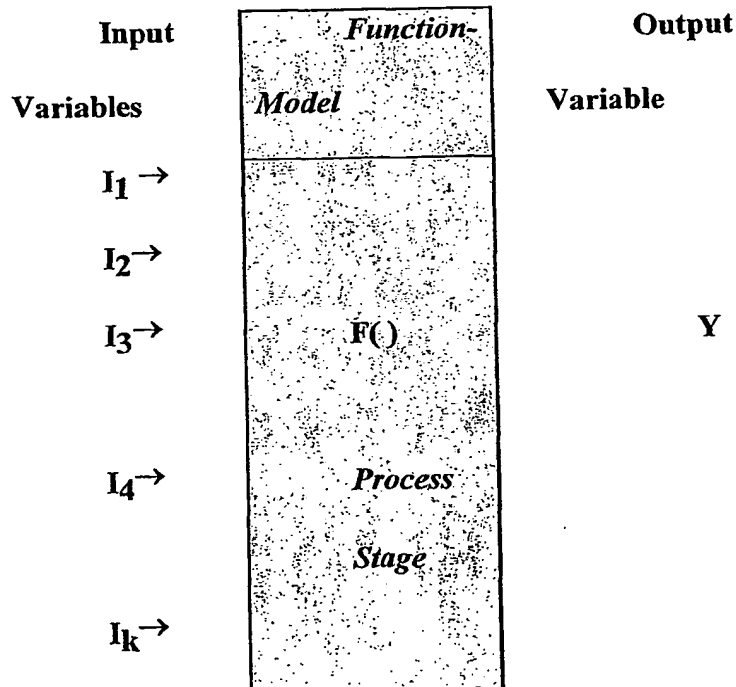 Input Function- Output
Variables Model Variable
I1 →
I2 →
I3 → F( ) Y
I4 → Process
Stage
Ik →